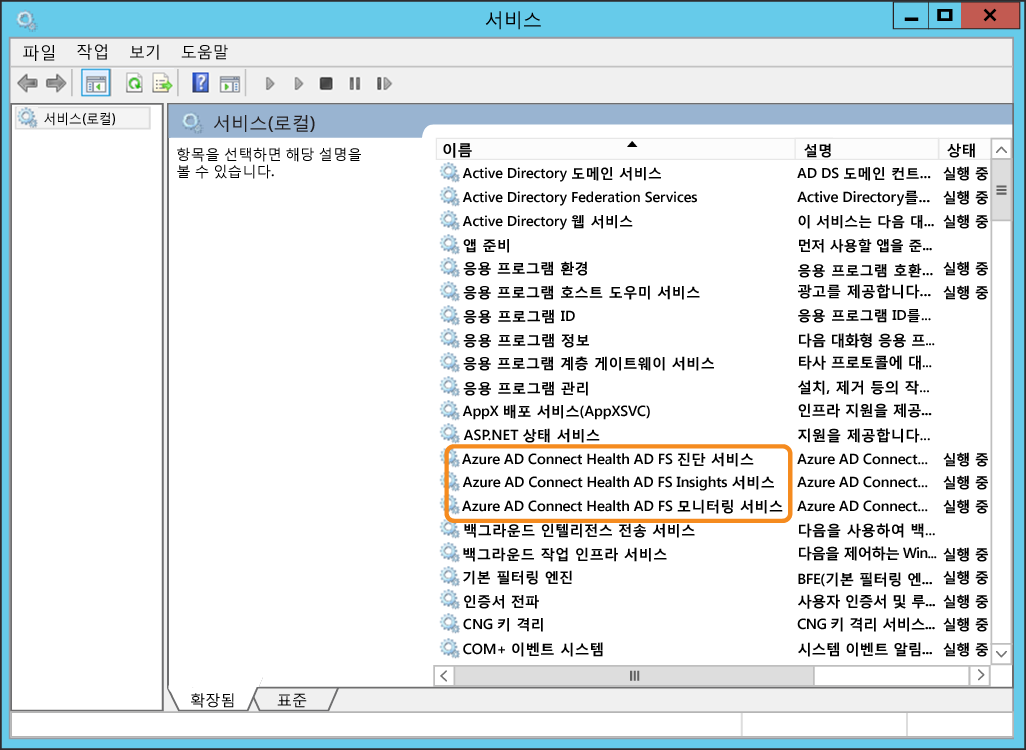 서비스
파일 작업 보기 도움말
서비스(로컬)
서비스(로컬)
항목을 선택하면 해당 설명을
볼 수 있습니다.
이름 설명 상태
Active Directory 도메인 서비스 AD DS 도메인 컨트... 실행 중
Active Directory Federation Services Active Directory를... 실행 중
Active Directory 웹 서비스 이 서비스는 다음 대... 실행 중
앱 준비 먼저 사용할 앱을 준...
응용 프로그램 환경 응용 프로그램 호환... 실행 중
응용 프로그램 호스트 도우미 서비스 광고를 제공합니다... 실행 중
응용 프로그램 ID 응용 프로그램 ID를...
응용 프로그램 정보 다음 대화형 응용 프...
응용 프로그램 계층 게이트웨이 서비스 타사 프로토콜에 대...
응용 프로그램 관리 설치, 제거 등의 작...
AppX 배포 서비스(AppXSVC) 인프라 지원을 제공...
ASP.NET 상태 서비스 지원을 제공합니다...
Azure AD Connect Health AD FS 진단 서비스 Azure AD Connect... 실행 중
Azure AD Connect Health AD FS Insights 서비스 Azure AD Connect... 실행 중
Azure AD Connect Health AD FS 모니터링 서비스 Azure AD Connect... 실행 중
백그라운드 인텔리전스 전송 서비스 다음을 사용하여 백...
백그라운드 작업 인프라 서비스 다음을 제어하는 Win... 실행 중
기본 필터링 엔진 BFE(기본 필터링 엔... 실행 중
인증서 전파 사용자 인증서 및 루... 실행 중
CNG 키 격리 CNG 키 격리 서비스... 실행 중
COM+ 이벤트 시스템 시스템 이벤트 알림... 실행 중
확장됨 표준